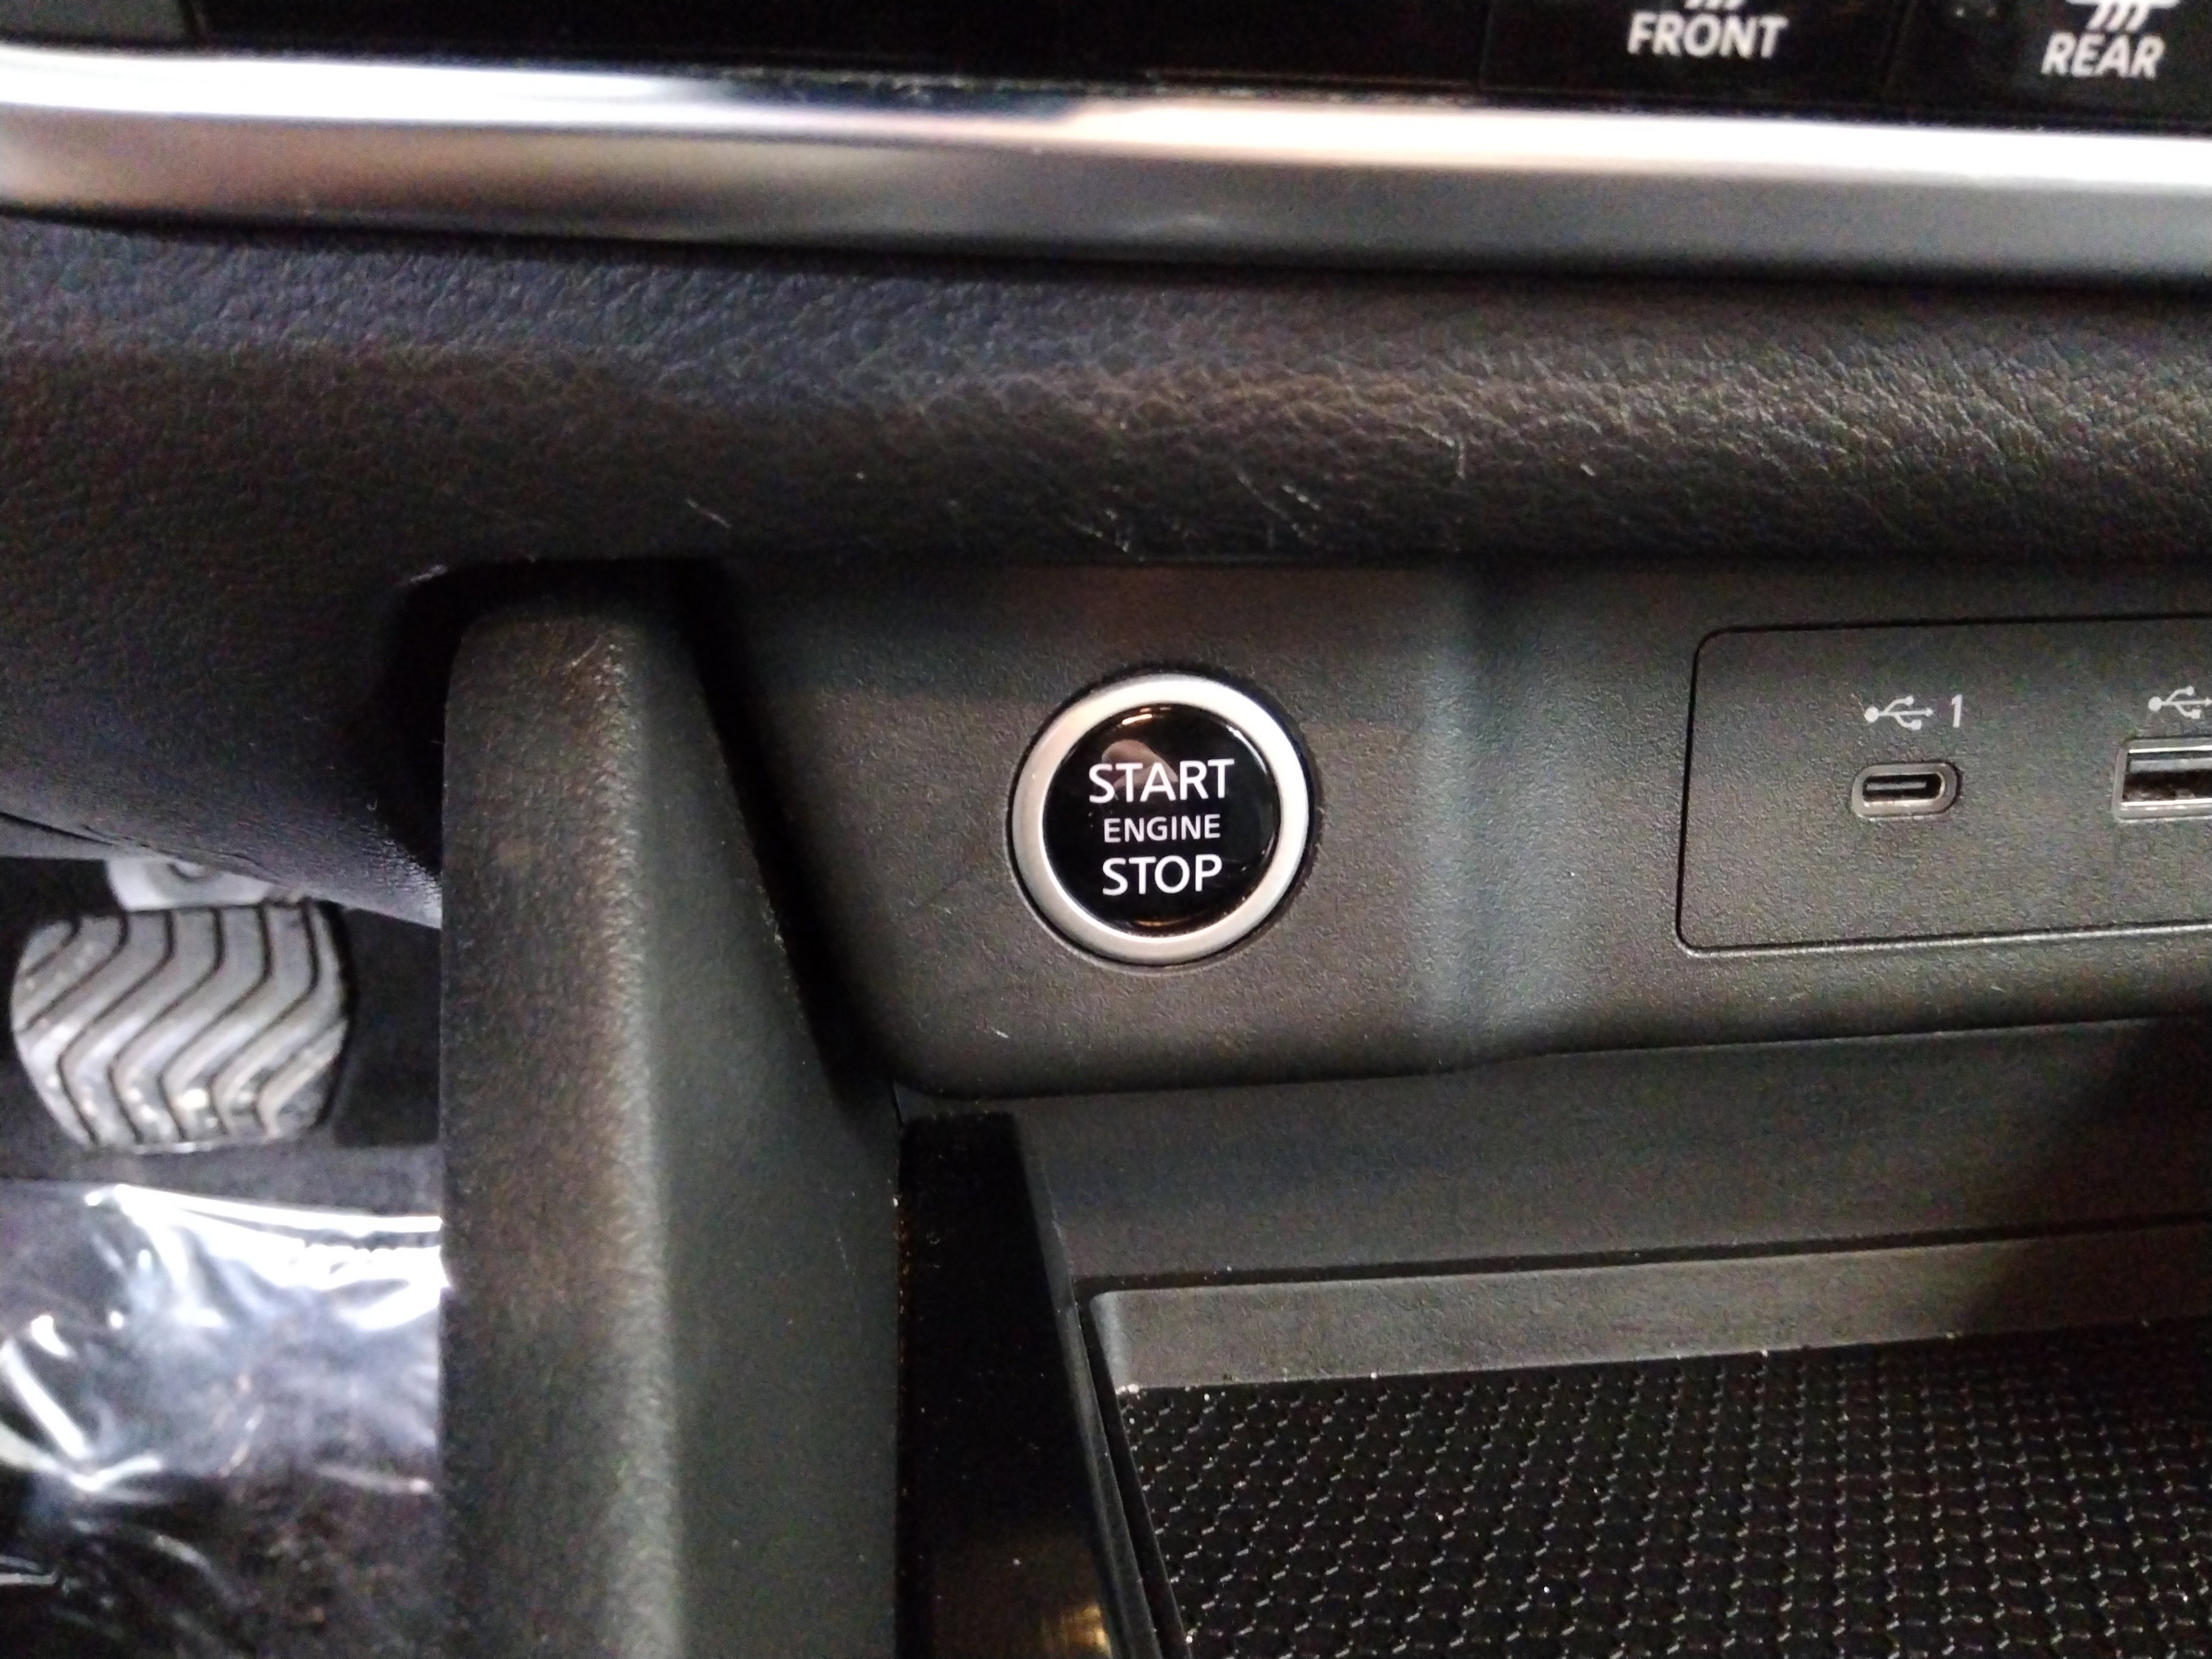 FRONT
REAR
START
ENGINE
STOP
1